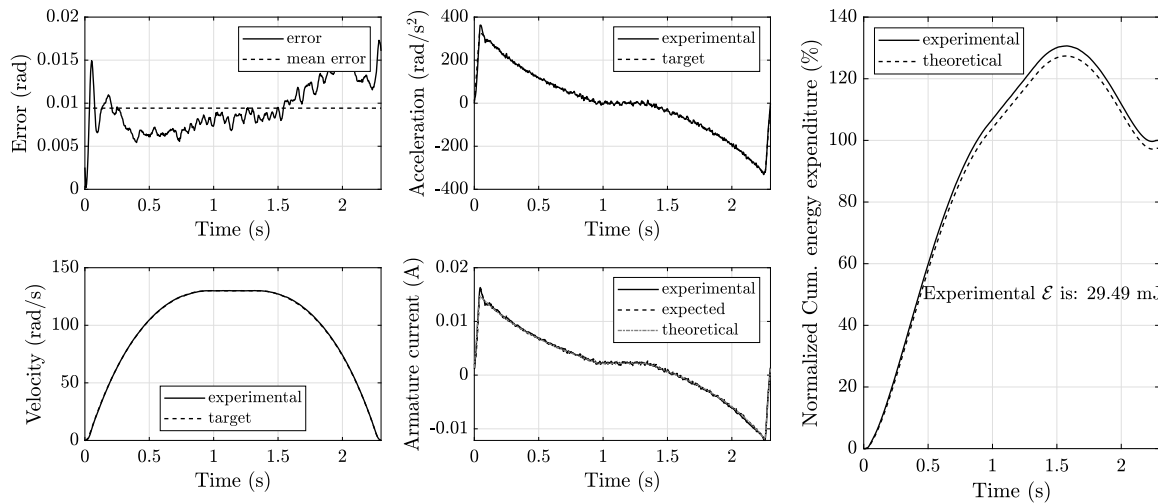 0.02
0.015
0.01
0.005
0
Error (rad)
error
mean error
0 0.5 1 1.5 2
Time (s)
400
200
0
-200
-400
Acceleration (rad/s²)
experimental
target
0 0.5 1 1.5 2
Time (s)
150
100
50
0
Velocity (rad/s)
experimental
target
0 0.5 1 1.5 2
Time (s)
0.02
0.01
0
-0.01
Armature current (A)
experimental
expected
theoretical
0 0.5 1 1.5 2
Time (s)
120
100
80
60
40
20
0
Normalized Cum. energy expenditure (%)
experimental
theoretical
Experimental ℰ is: 29.49 mJ
0 0.5 1 1.5 2
Time (s)